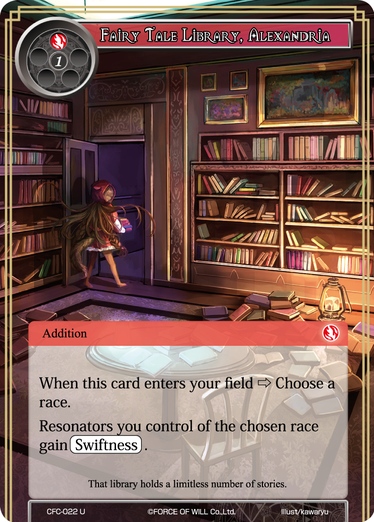 Fairy Tale Library, Alexandria
1
Addition
When this card enters your field ⇨ Choose a
race.
Resonators you control of the chosen race
gain Swiftness .
That library holds a limitless number of stories.
CFC-022 U ©FORCE OF WILL Co.,Ltd. Illust/kawaryu